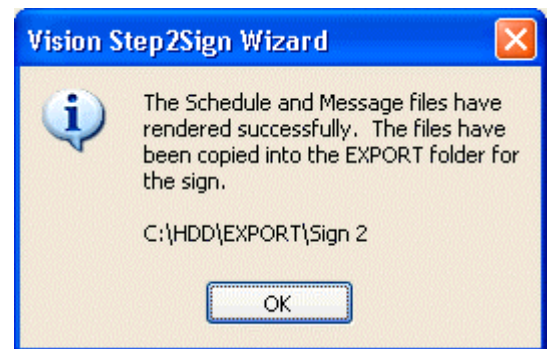 Vision Step2Sign Wizard
The Schedule and Message files have
rendered successfully.  The files have
been copied into the EXPORT folder for
the sign.
C:\HDD\EXPORT\Sign 2
OK